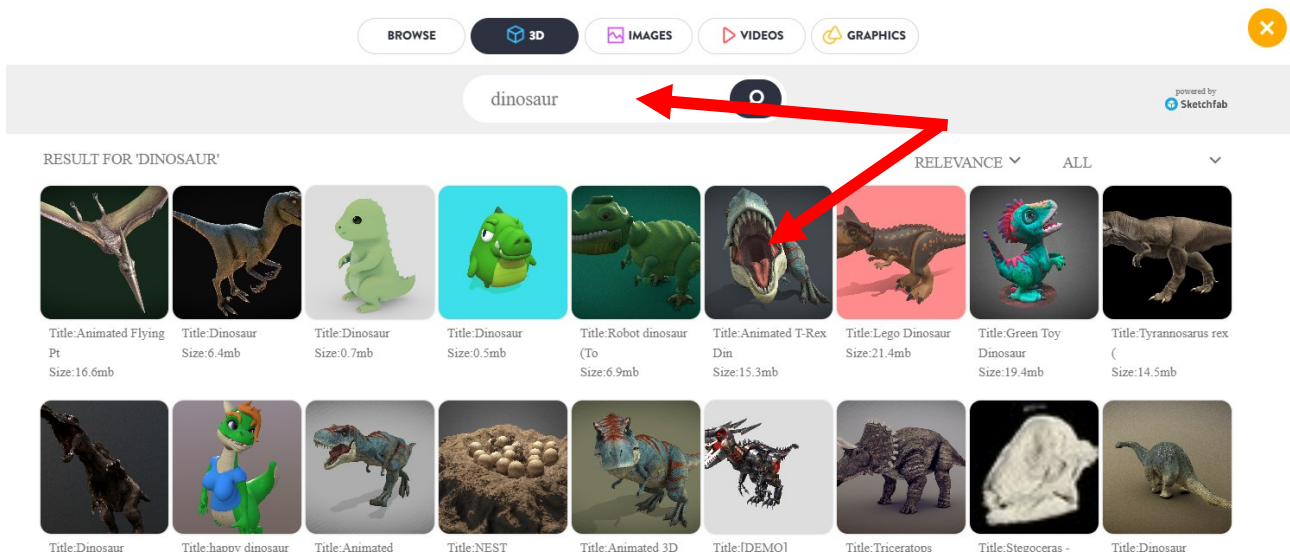 BROWSE
3D
IMAGES
VIDEOS
GRAPHICS
dinosaur
powered by
Sketchfab
RESULT FOR 'DINOSAUR'
RELEVANCE
ALL
Title:Animated Flying
Pt
Size:16.6mb
Title:Dinosaur
Size:6.4mb
Title:Dinosaur
Size:0.7mb
Title:Dinosaur
Size:0.5mb
Title:Robot dinosaur
(To
Size:6.9mb
Title:Animated T-Rex
Din
Size:15.3mb
Title:Lego Dinosaur
Size:21.4mb
Title:Green Toy
Dinosaur
Size:19.4mb
Title:Tyrannosarus rex
(
Size:14.5mb
Title:Dinosaur
Title:happy dinosaur
Title:Animated
Title:NEST
Title:Animated 3D
Title:[DEMO]
Title:Triceratops
Title:Stegoceras -
Title:Dinosaur